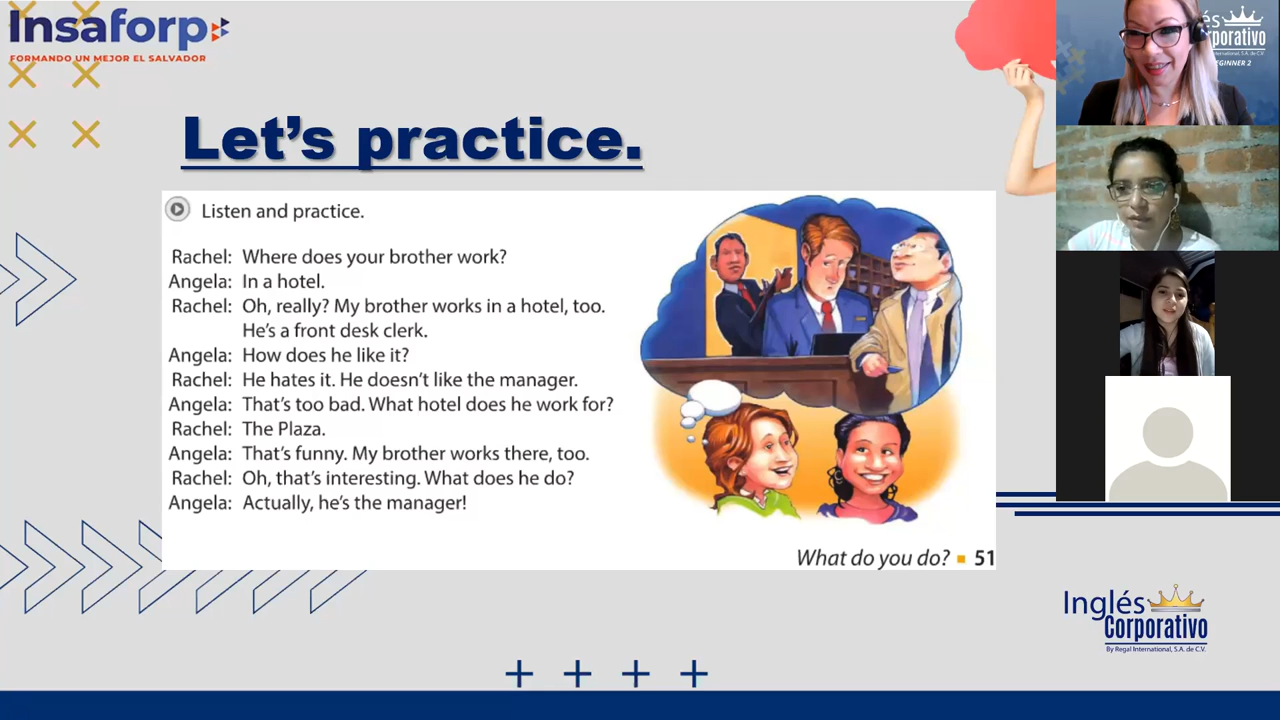 Insaforp
FORMANDO UN MEJOR EL SALVADOR
Let's practice.
Listen and practice.
Rachel: Where does your brother work?
Angela: In a hotel.
Rachel: Oh, really? My brother works in a hotel, too.
He's a front desk clerk.
Angela: How does he like it?
Rachel: He hates it. He doesn't like the manager.
Angela: That's too bad. What hotel does he work for?
Rachel: The Plaza.
Angela: That's funny. My brother works there, too.
Rachel: Oh, that's interesting. What does he do?
Angela: Actually, he's the manager!
What do you do? ▪ 51
Inglés
Corporativo
By Regal International, S.A. de C.V.